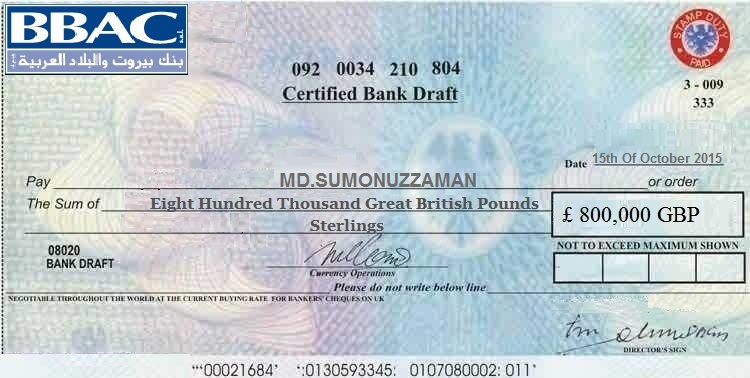 BBAC s.a.l.
بنك بيروت والبلاد العربية ش.م.ل
STAMP DUTY
PAID
092 0034 210 804
Certified Bank Draft
3 - 009
333
Date 15th Of October 2015
Pay MD.SUMONUZZAMAN or order
The Sum of Eight Hundred Thousand Great British Pounds
Sterlings
£ 800,000 GBP
NOT TO EXCEED MAXIMUM SHOWN
08020
BANK DRAFT
Currency Operations
Please do not write below line
NEGOTIABLE THROUGHOUT THE WORLD AT THE CURRENT BUYING RATE FOR BANKERS' CHEQUES ON UK
DIRECTOR'S SIGN
"'00021684" ":0130593345: 0107080002: 011"